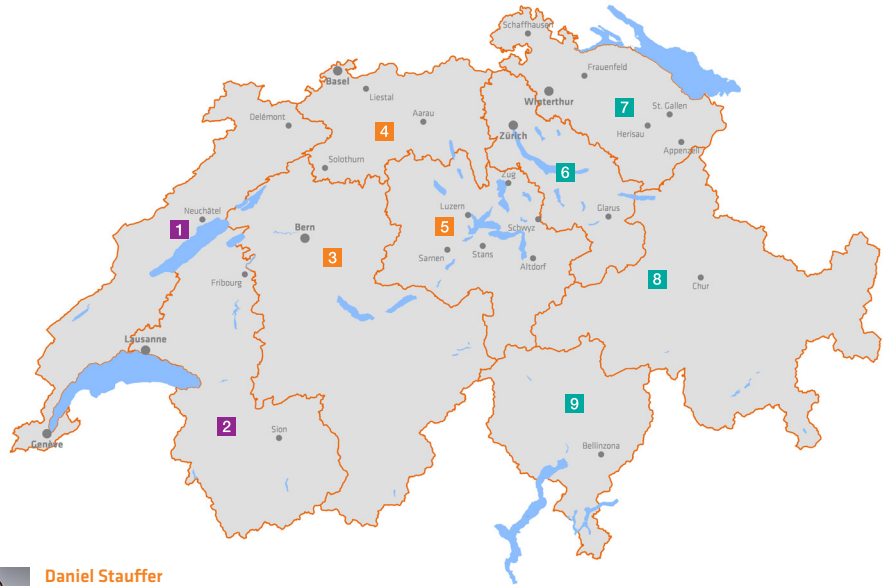 Schaffhausen
Frauenfeld
Basel
Winterthur
Liestal
7
St. Gallen
Aarau
Delémont
4
Zürich
Herisau
Appenzell
Solothurn
6
Zug
Neuchâtel
Luzern
Glarus
1
5
Schwyz
Bern
3
Sarnen
Stans
Altdorf
Fribourg
8
Chur
Lausanne
9
2
Sion
Genève
Bellinzona
Daniel Stauffer